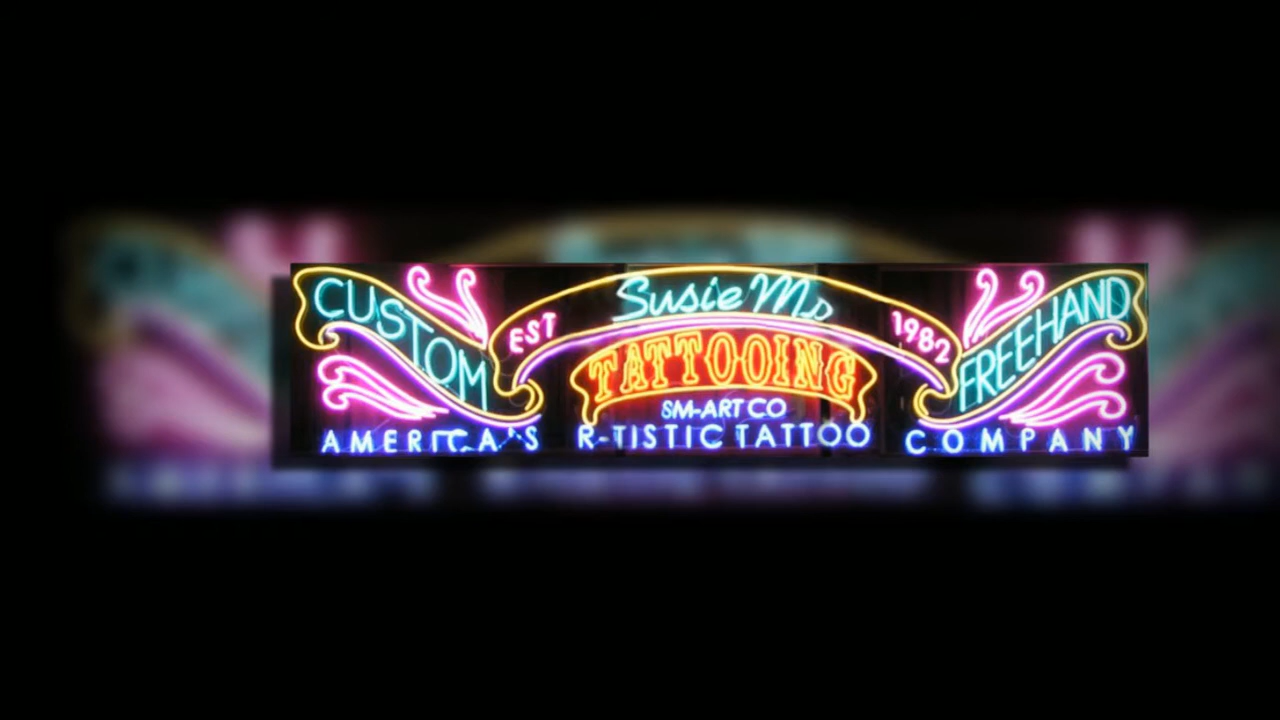 CUSTOM
EST
Susie Ms
1982
FREEHAND
TATTOOING
SM-ART CO
AMERICA'S R-TISTIC TATTOO COMPANY